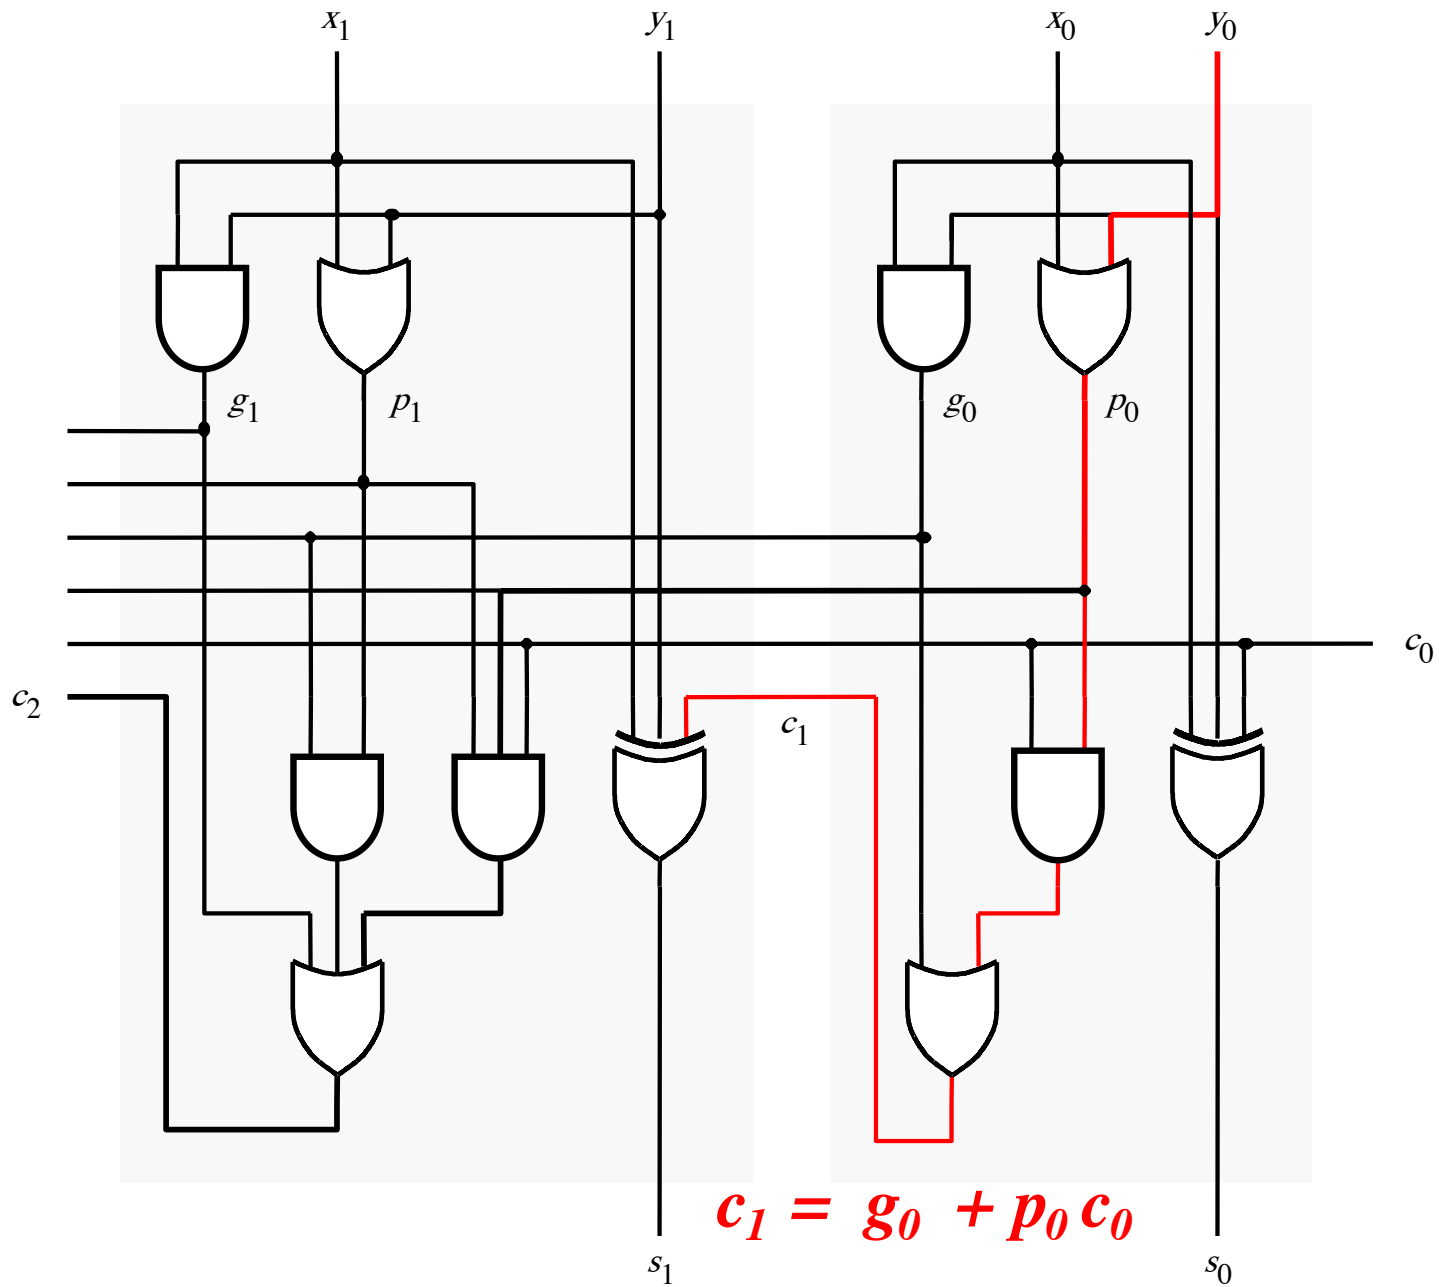 x₁ y₁ x₀ y₀
g₁ p₁ g₀ p₀
c₀
c₂ c₁
c₁ = g₀ + p₀ c₀
s₁ s₀